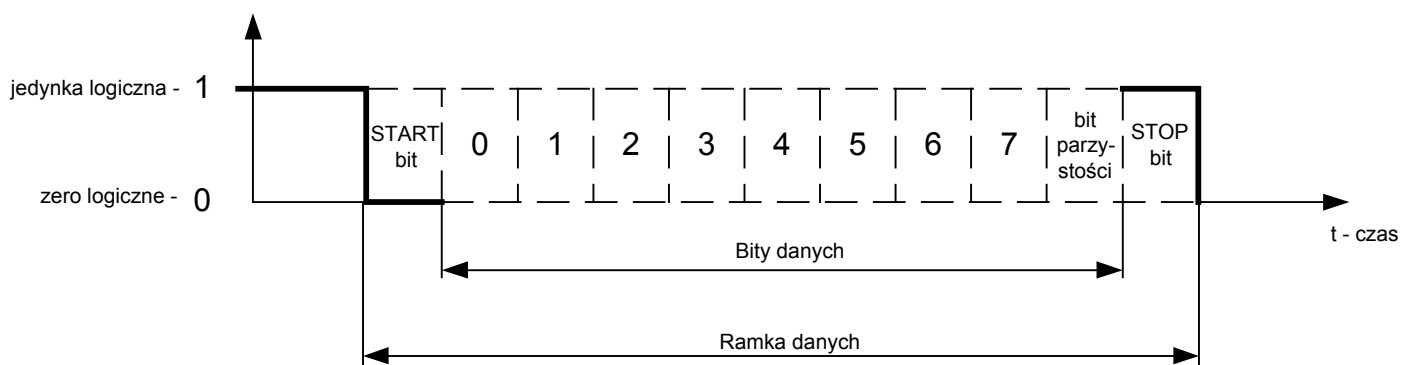 jedynka logiczna - 1
START
bit
0
1
2
3
4
5
6
7
bit
parzy-
stości
STOP
bit
zero logiczne - 0
t - czas
Bity danych
Ramka danych